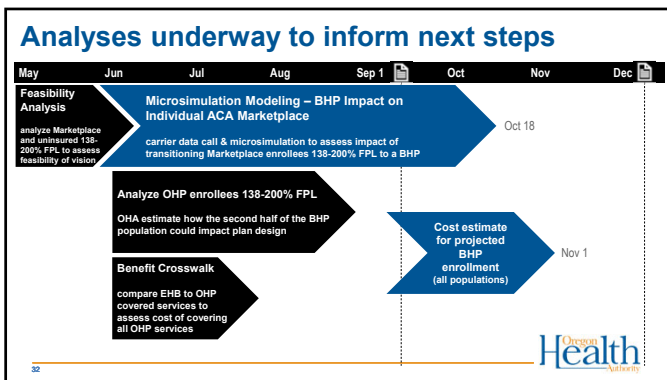 Analyses underway to inform next steps
May Jun Jul Aug Sep 1 Oct Nov Dec
Feasibility
Analysis
analyze Marketplace
and uninsured 138-
200% FPL to assess
feasibility of vision
Microsimulation Modeling – BHP Impact on
Individual ACA Marketplace
carrier data call & microsimulation to assess impact of
transitioning Marketplace enrollees 138-200% FPL to a BHP
Oct 18
Analyze OHP enrollees 138-200% FPL
OHA estimate how the second half of the BHP
population could impact plan design
Cost estimate
for projected
BHP
enrollment
(all populations)
Nov 1
Benefit Crosswalk
compare EHB to OHP
covered services to
assess cost of covering
all OHP services
32
Oregon
Health
Authority